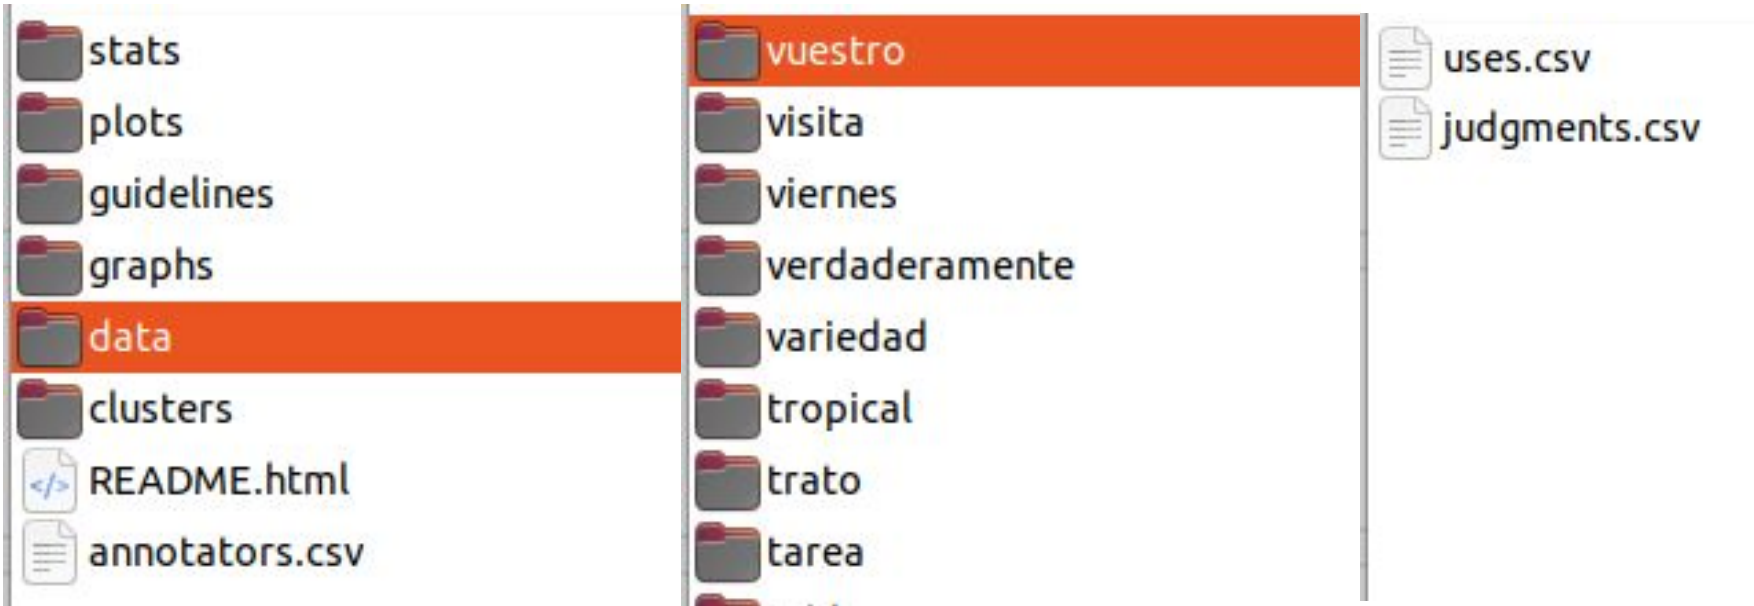 stats
plots
guidelines
graphs
data
clusters
README.html
annotators.csv
vuestro
visita
viernes
verdaderamente
variedad
tropical
trato
tarea
uses.csv
judgments.csv